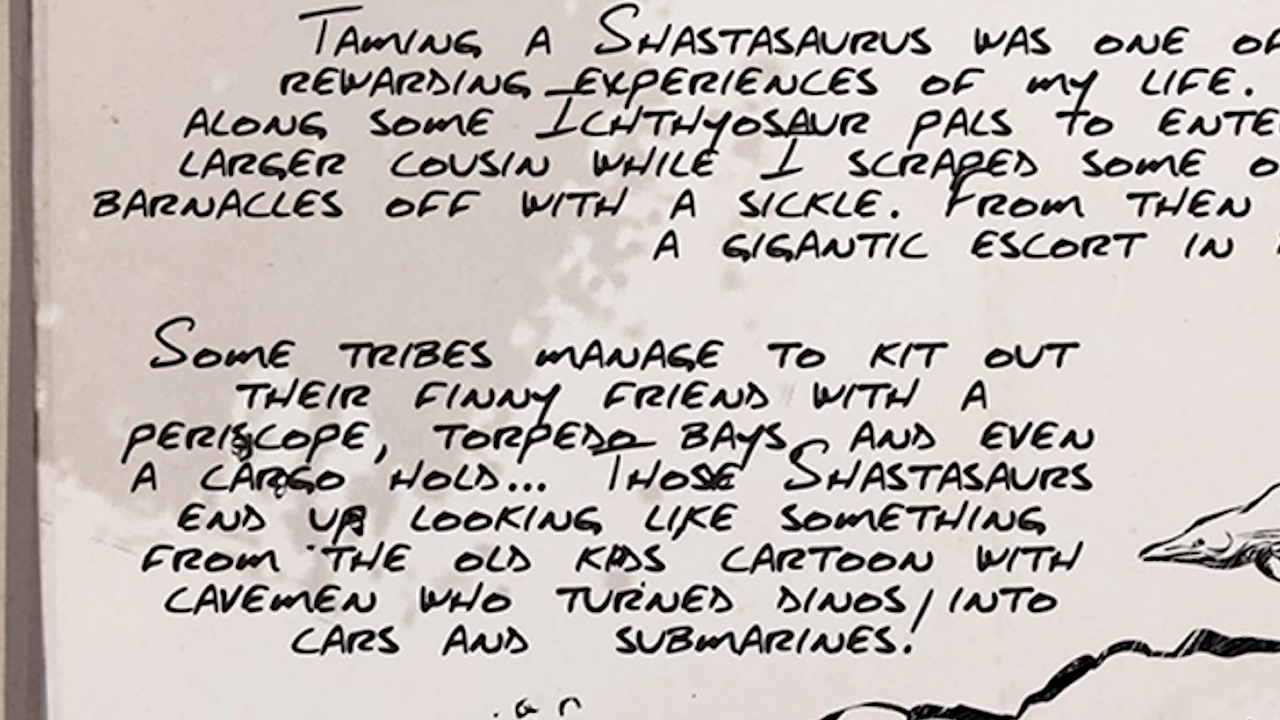 Taming a Shastasaurus was one of
rewarding experiences of my life.
along some Ichthyosaur pals to
larger cousin while I scraped some
barnacles off with a sickle. From then
a gigantic escort in
Some tribes manage to kit out
their finny friend with a
periscope, torpedo bays, and even
a cargo hold... Those Shastasaurs
end up looking like something
from the old kids cartoon with
cavemen who turned dinos into
cars and submarines!